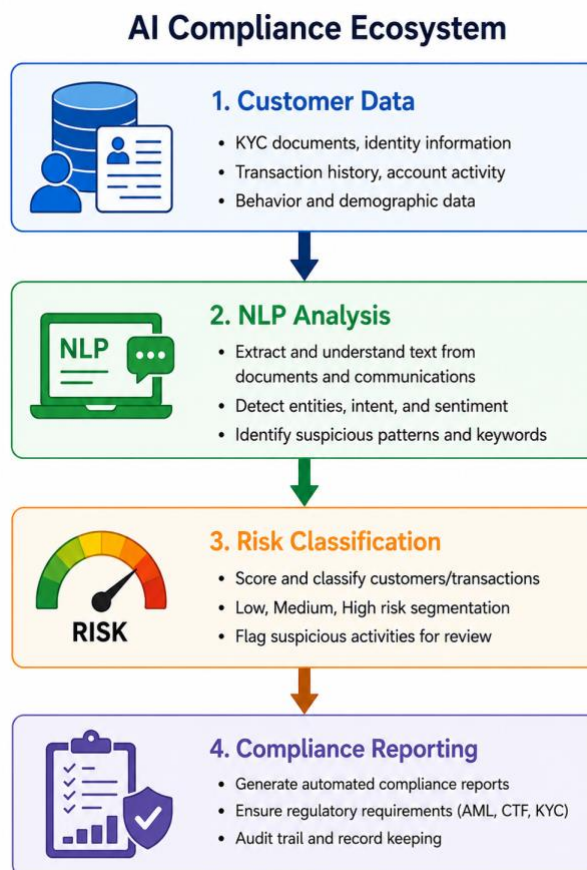 AI Compliance Ecosystem
1. Customer Data
• KYC documents, identity information
• Transaction history, account activity
• Behavior and demographic data
NLP
2. NLP Analysis
• Extract and understand text from
documents and communications
• Detect entities, intent, and sentiment
• Identify suspicious patterns and keywords
RISK
3. Risk Classification
• Score and classify customers/transactions
• Low, Medium, High risk segmentation
• Flag suspicious activities for review
4. Compliance Reporting
• Generate automated compliance reports
• Ensure regulatory requirements (AML, CTF, KYC)
• Audit trail and record keeping